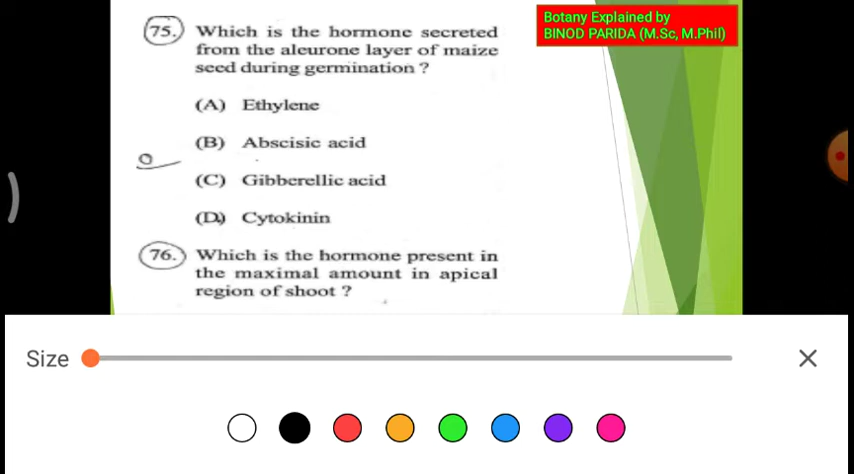 Botany Explained by
BINOD PARIDA (M.Sc, M.Phil)
75. Which is the hormone secreted
from the aleurone layer of maize
seed during germination ?
(A) Ethylene
(B) Abscisic acid
(C) Gibberellic acid
(D) Cytokinin
76. Which is the hormone present in
the maximal amount in apical
region of shoot ?
Size